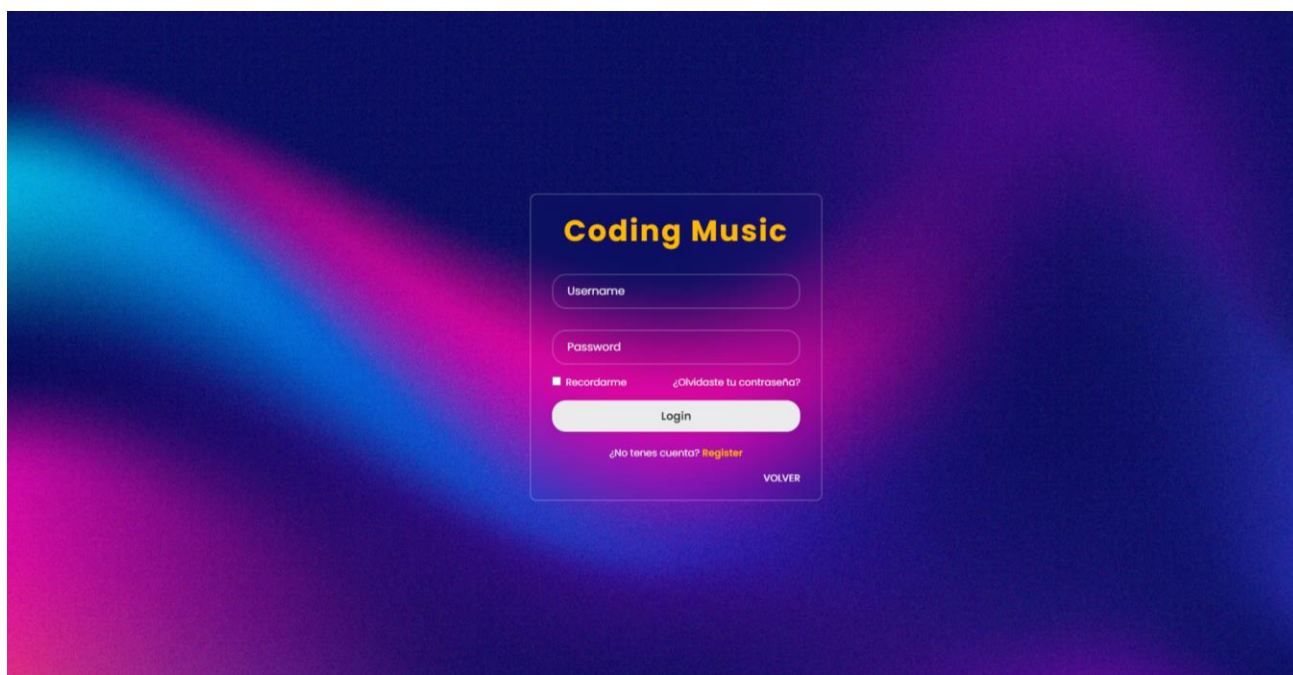 Coding Music
Username
Password
Recordarme ¿Olvidaste tu contraseña?
Login
¿No tenes cuenta? Register
VOLVER